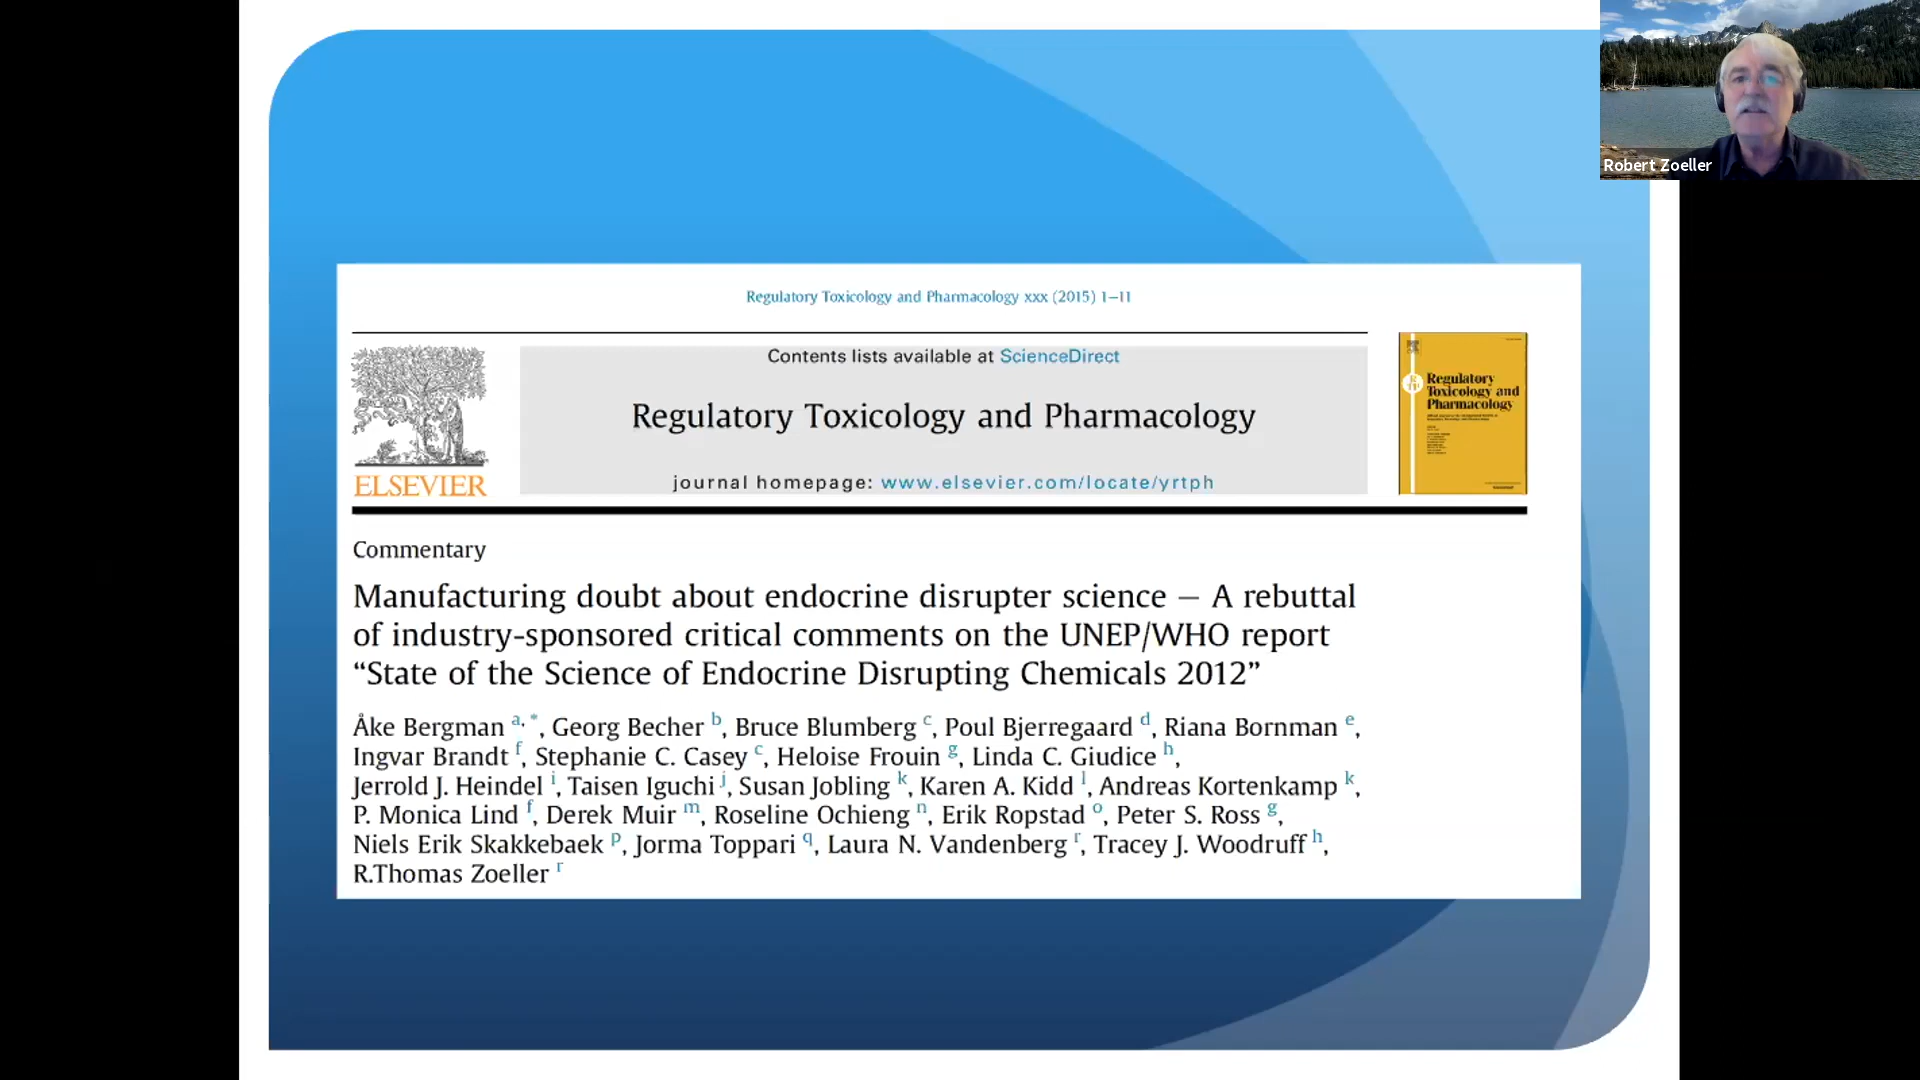 Robert Zoeller
Regulatory Toxicology and Pharmacology xxx (2015) 1–11
Contents lists available at ScienceDirect
Regulatory Toxicology and Pharmacology
journal homepage: www.elsevier.com/locate/yrtph
ELSEVIER
Regulatory
Toxicology and
Pharmacology
Commentary
Manufacturing doubt about endocrine disrupter science – A rebuttal
of industry-sponsored critical comments on the UNEP/WHO report
“State of the Science of Endocrine Disrupting Chemicals 2012”
Åke Bergman a,*, Georg Becher b, Bruce Blumberg c, Poul Bjerregaard d, Riana Bornman e,
Ingvar Brandt f, Stephanie C. Casey c, Heloise Frouin g, Linda C. Giudice h,
Jerrold J. Heindel i, Taisen Iguchi j, Susan Jobling k, Karen A. Kidd l, Andreas Kortenkamp k,
P. Monica Lind f, Derek Muir m, Roseline Ochieng n, Erik Ropstad o, Peter S. Ross g,
Niels Erik Skakkebaek p, Jorma Toppari q, Laura N. Vandenberg r, Tracey J. Woodruff h,
R.Thomas Zoeller r